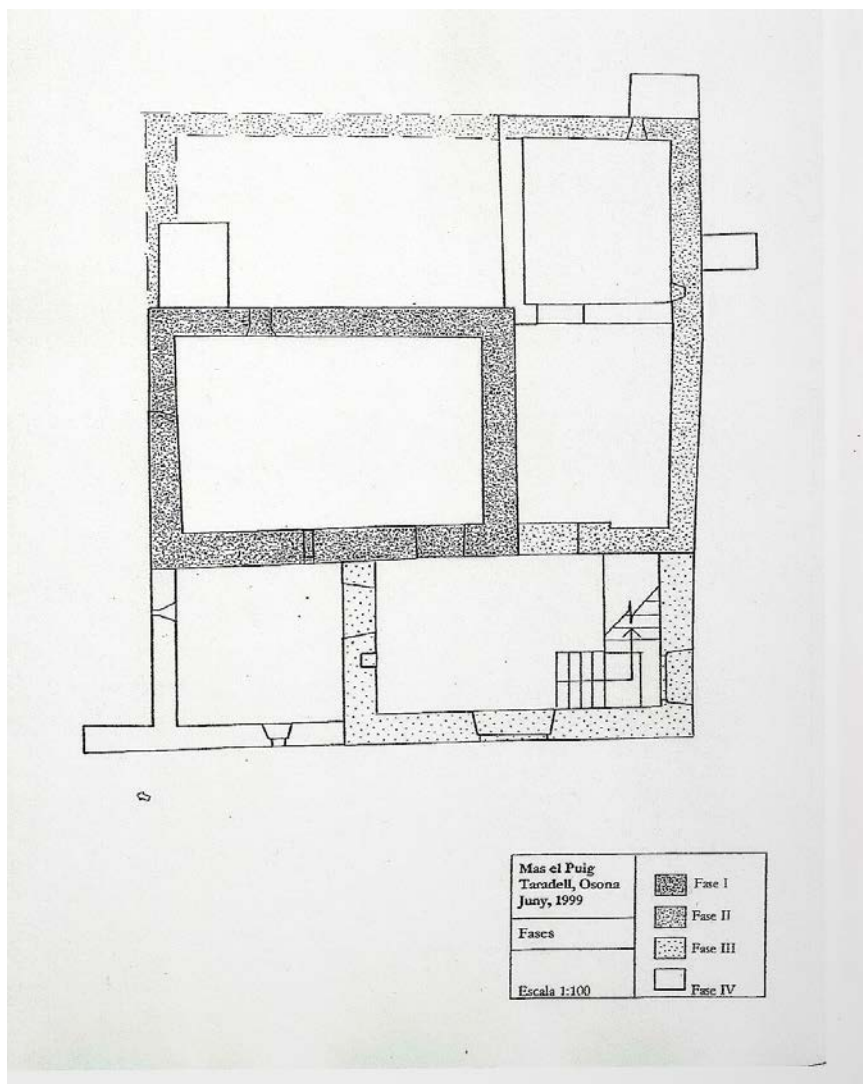 Mas el Puig
Taradell, Osona
Juny, 1999
Fases
Escala 1:100
Fase I
Fase II
Fase III
Fase IV